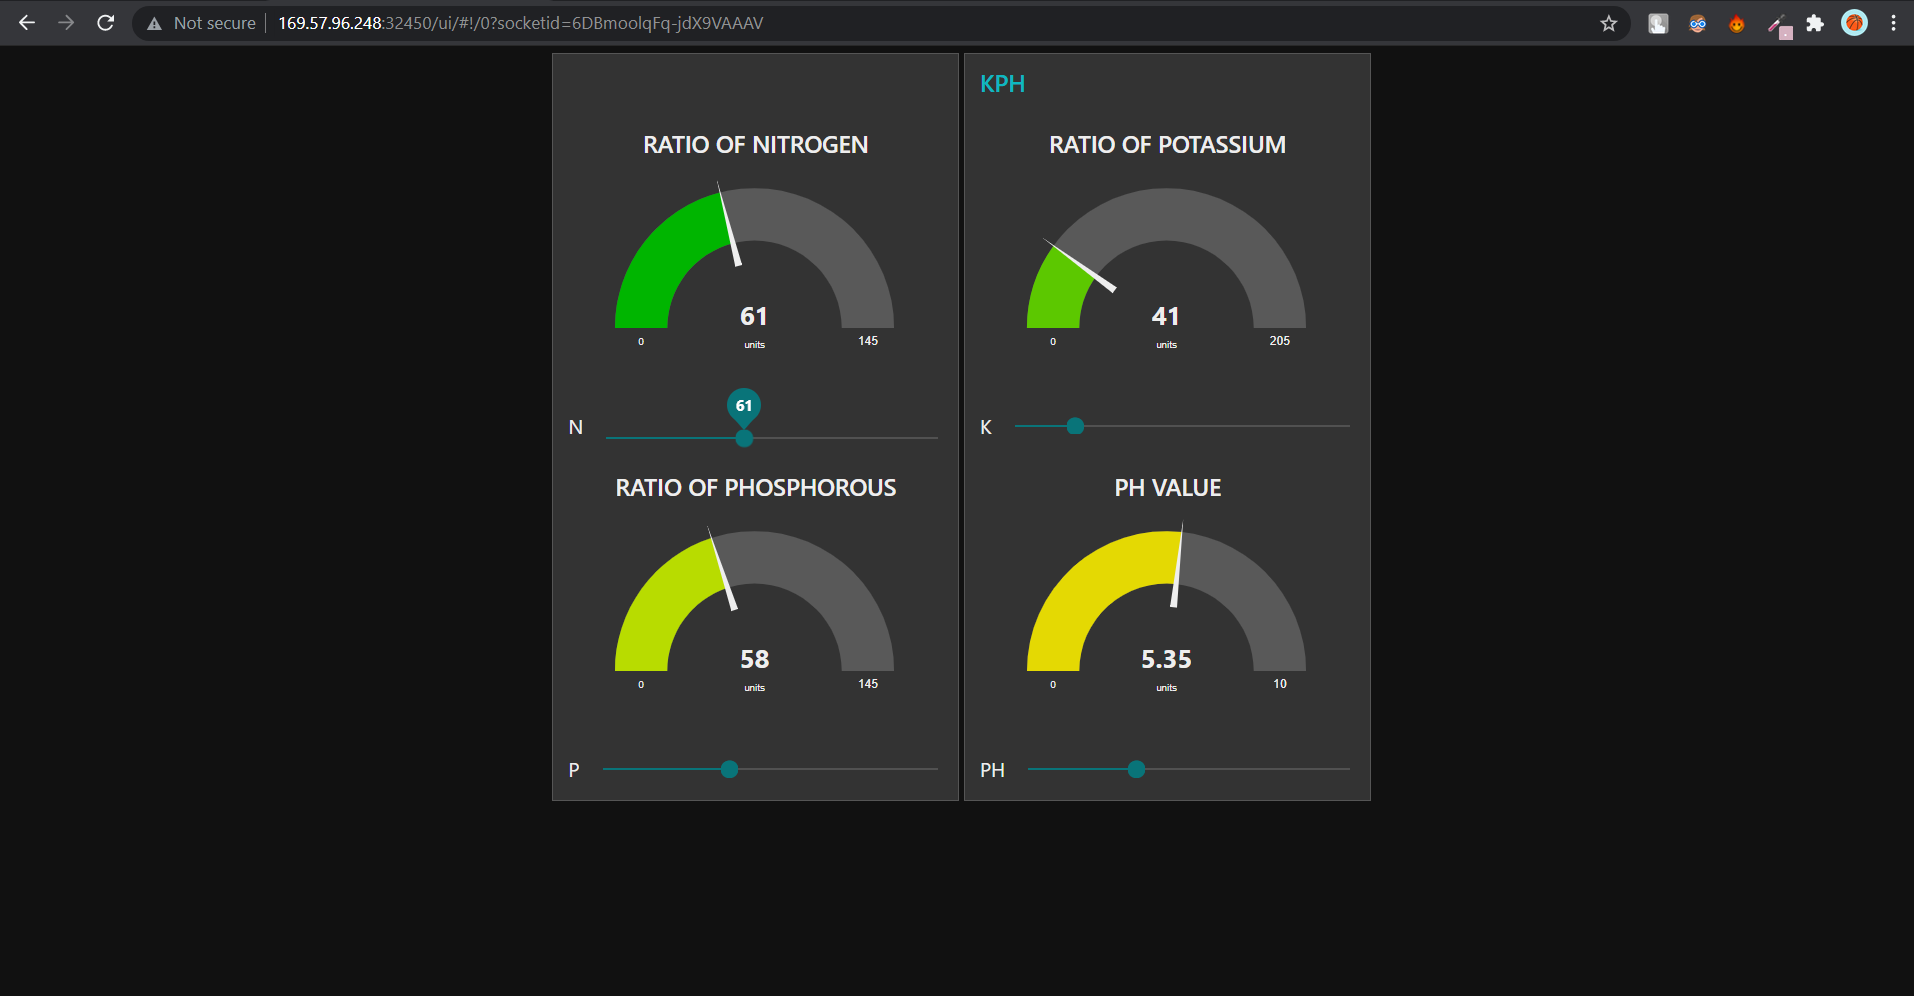 Not secure
169.57.96.248:32450/ui/#!/0?socketid=6DBmoolqFq-jdX9VAAAV
RATIO OF NITROGEN
61
units
0
145
N
61
RATIO OF PHOSPHOROUS
58
units
0
145
P
KPH
RATIO OF POTASSIUM
41
units
0
205
K
PH VALUE
5.35
units
0
10
PH